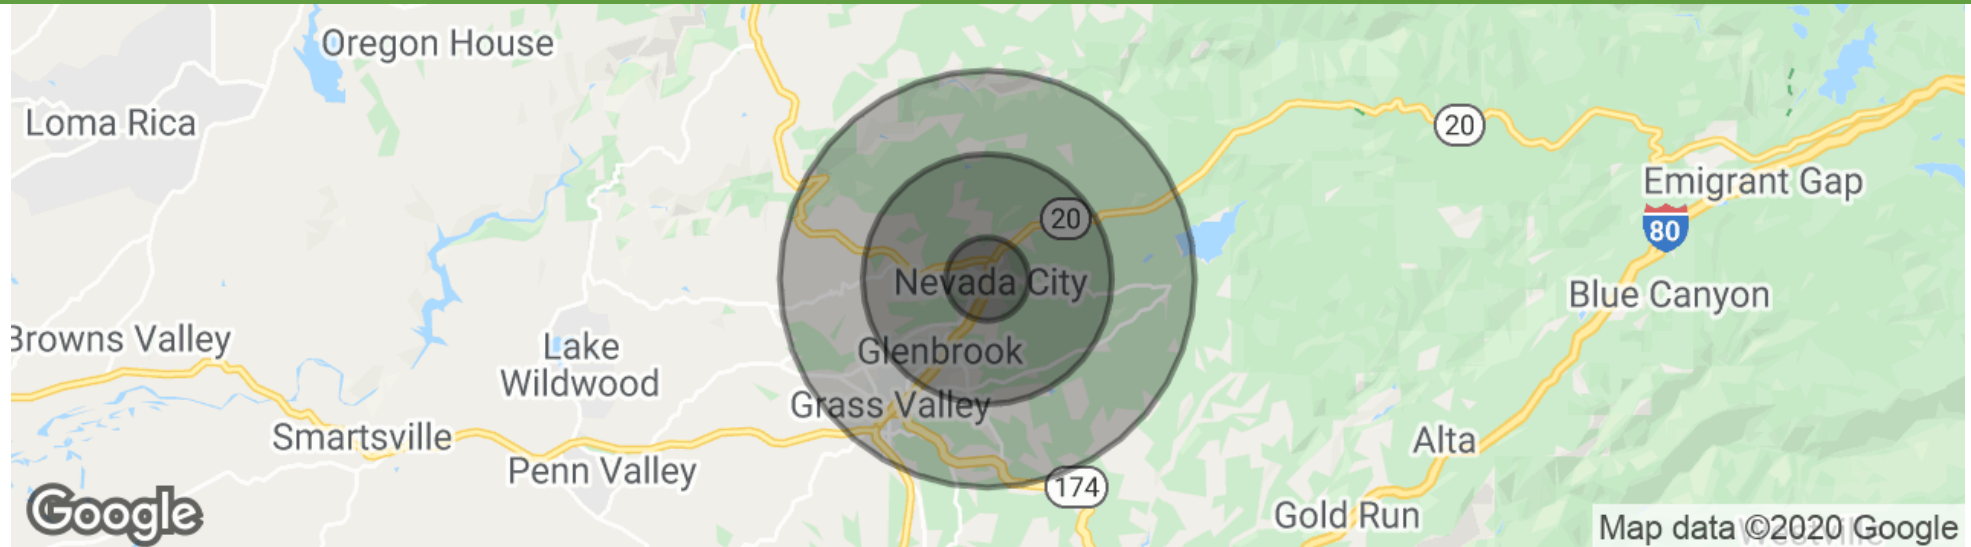 Oregon House
Loma Rica
20
Emigrant Gap
20
80
Nevada City
Blue Canyon
Browns Valley
Lake
Wildwood
Glenbrook
Grass Valley
Smartsville
Alta
Penn Valley
174
Gold Run
Google
Map data ©2020 Google